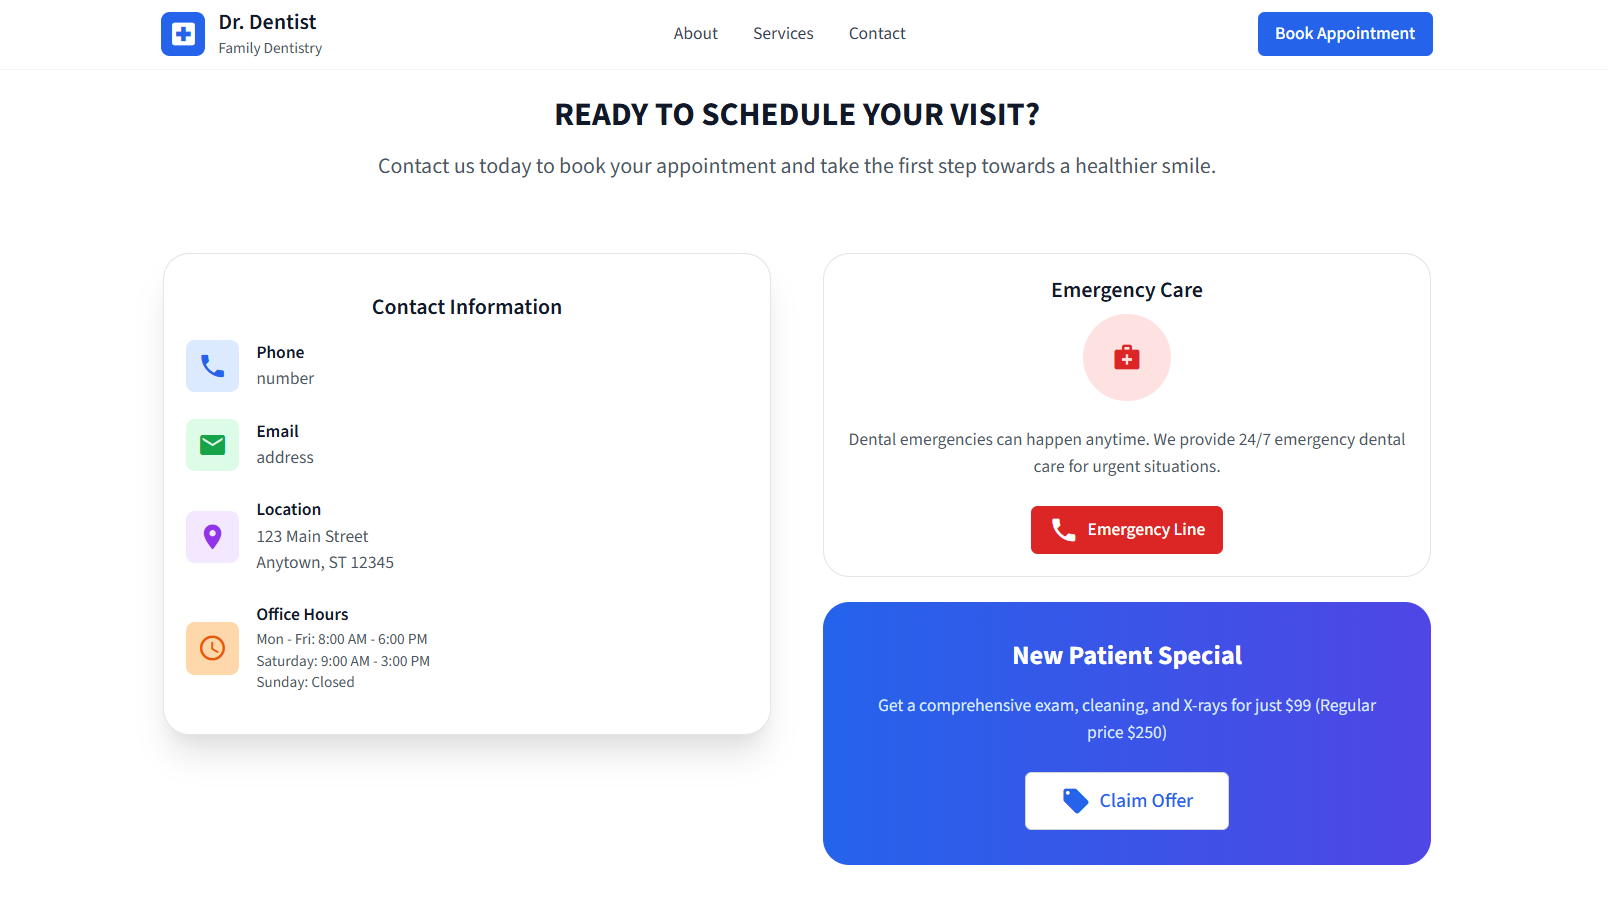 Dr. Dentist
Family Dentistry
About
Services
Contact
Book Appointment
READY TO SCHEDULE YOUR VISIT?
Contact us today to book your appointment and take the first step towards a healthier smile.
Contact Information
Phone
number
Email
address
Location
123 Main Street
Anytown, ST 12345
Office Hours
Mon - Fri: 8:00 AM - 6:00 PM
Saturday: 9:00 AM - 3:00 PM
Sunday: Closed
Emergency Care
Dental emergencies can happen anytime. We provide 24/7 emergency dental
care for urgent situations.
Emergency Line
New Patient Special
Get a comprehensive exam, cleaning, and X-rays for just $99 (Regular
price $250)
Claim Offer